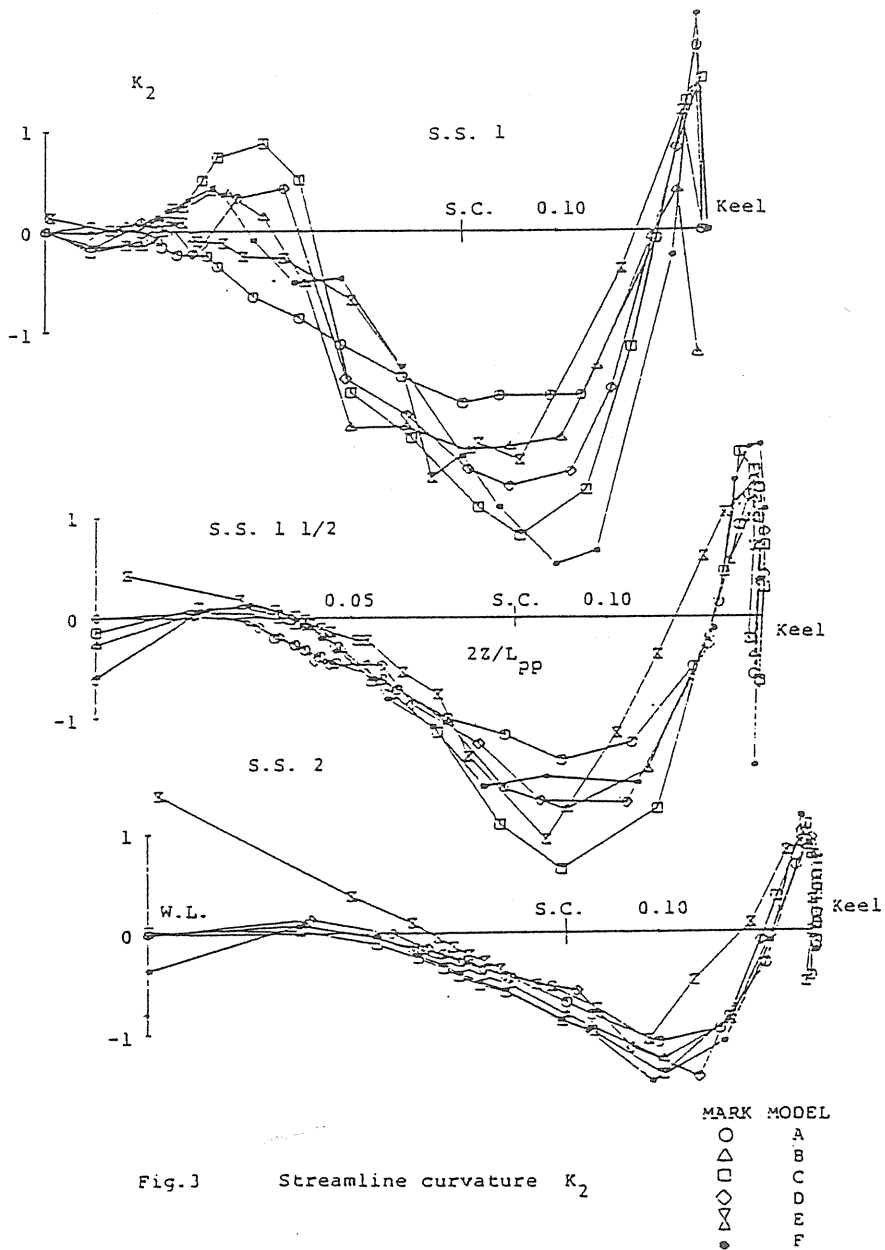 K2
1
S.S. 1
S.C. 0.10
Keel
0
-1
1
S.S. 1 1/2
0.05 S.C. 0.10
0
Keel
2Z/Lpp
-1
S.S. 2
1
W.L. S.C. 0.10 Keel
0
-1
MARK MODEL
A
B
C
D
E
F
Fig.3 Streamline curvature K2